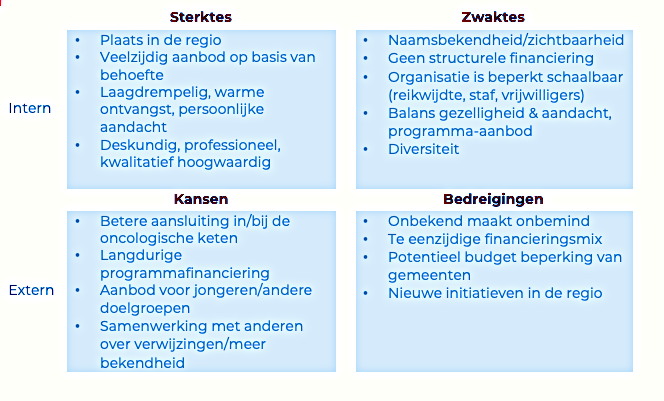 Sterktes
Zwaktes
Intern
• Plaats in de regio
• Veelzijdig aanbod op basis van
behoefte
• Laagdrempelig, warme
ontvangst, persoonlijke
aandacht
• Deskundig, professioneel,
kwalitatief hoogwaardig
• Naamsbekendheid/zichtbaarheid
• Geen structurele financiering
• Organisatie is beperkt schaalbaar
(reikwijdte, staf, vrijwilligers)
• Balans gezelligheid & aandacht,
programma-aanbod
• Diversiteit
Kansen
Bedreigingen
Extern
• Betere aansluiting in/bij de
oncologische keten
• Langdurige
programmafinanciering
• Aanbod voor jongeren/andere
doelgroepen
• Samenwerking met anderen
over verwijzingen/meer
bekendheid
• Onbekend maakt onbemind
• Te eenzijdige financieringsmix
• Potentieel budget beperking van
gemeenten
• Nieuwe initiatieven in de regio